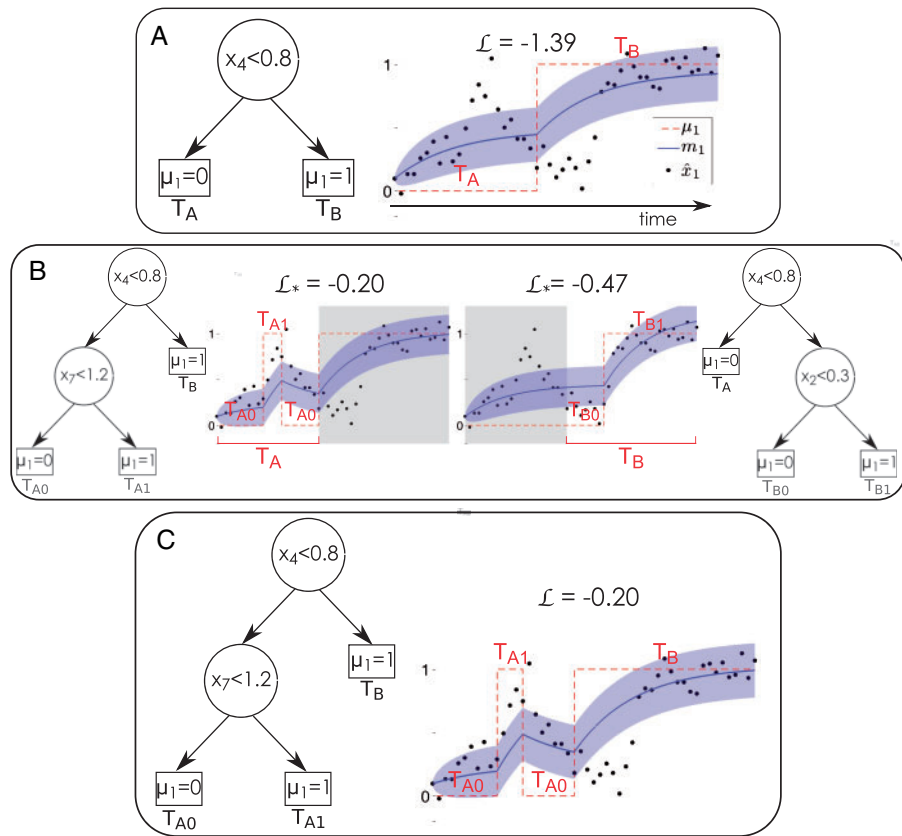 A
x4<0.8
μ1=0
TA
μ1=1
TB
ℒ = -1.39
TB
1
0
TA
μ1
m1
x̂1
time
B
x4<0.8
x7<1.2
μ1=1
TB
μ1=0
TA0
μ1=1
TA1
ℒ* = -0.20
TA1
1
0
TA0
TA0
TA
ℒ* = -0.47
TB1
1
0
TB0
TB
x4<0.8
μ1=0
TA
x2<0.3
μ1=0
TB0
μ1=1
TB1
C
x4<0.8
x7<1.2
μ1=1
TB
μ1=0
TA0
μ1=1
TA1
ℒ = -0.20
TA1
TB
1
0
TA0
TA0